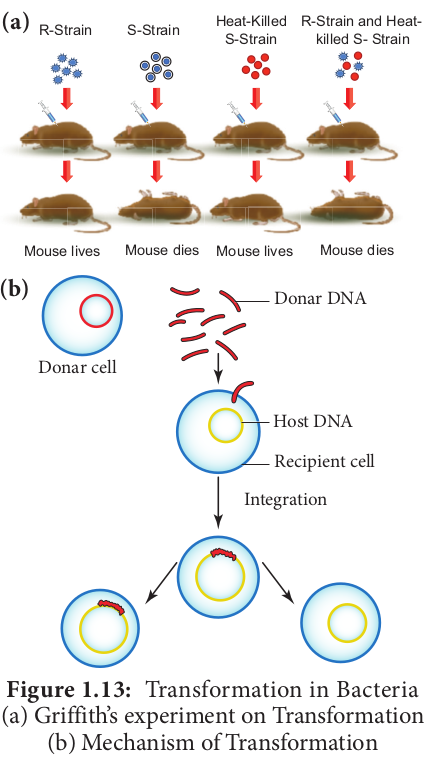 (a)
R-Strain
S-Strain
Heat-Killed
S-Strain
R-Strain and Heat-
killed S- Strain
Mouse lives
Mouse dies
Mouse lives
Mouse dies
(b)
Donar cell
Donar DNA
Host DNA
Recipient cell
Integration
Figure 1.13: Transformation in Bacteria
(a) Griffith's experiment on Transformation
(b) Mechanism of Transformation